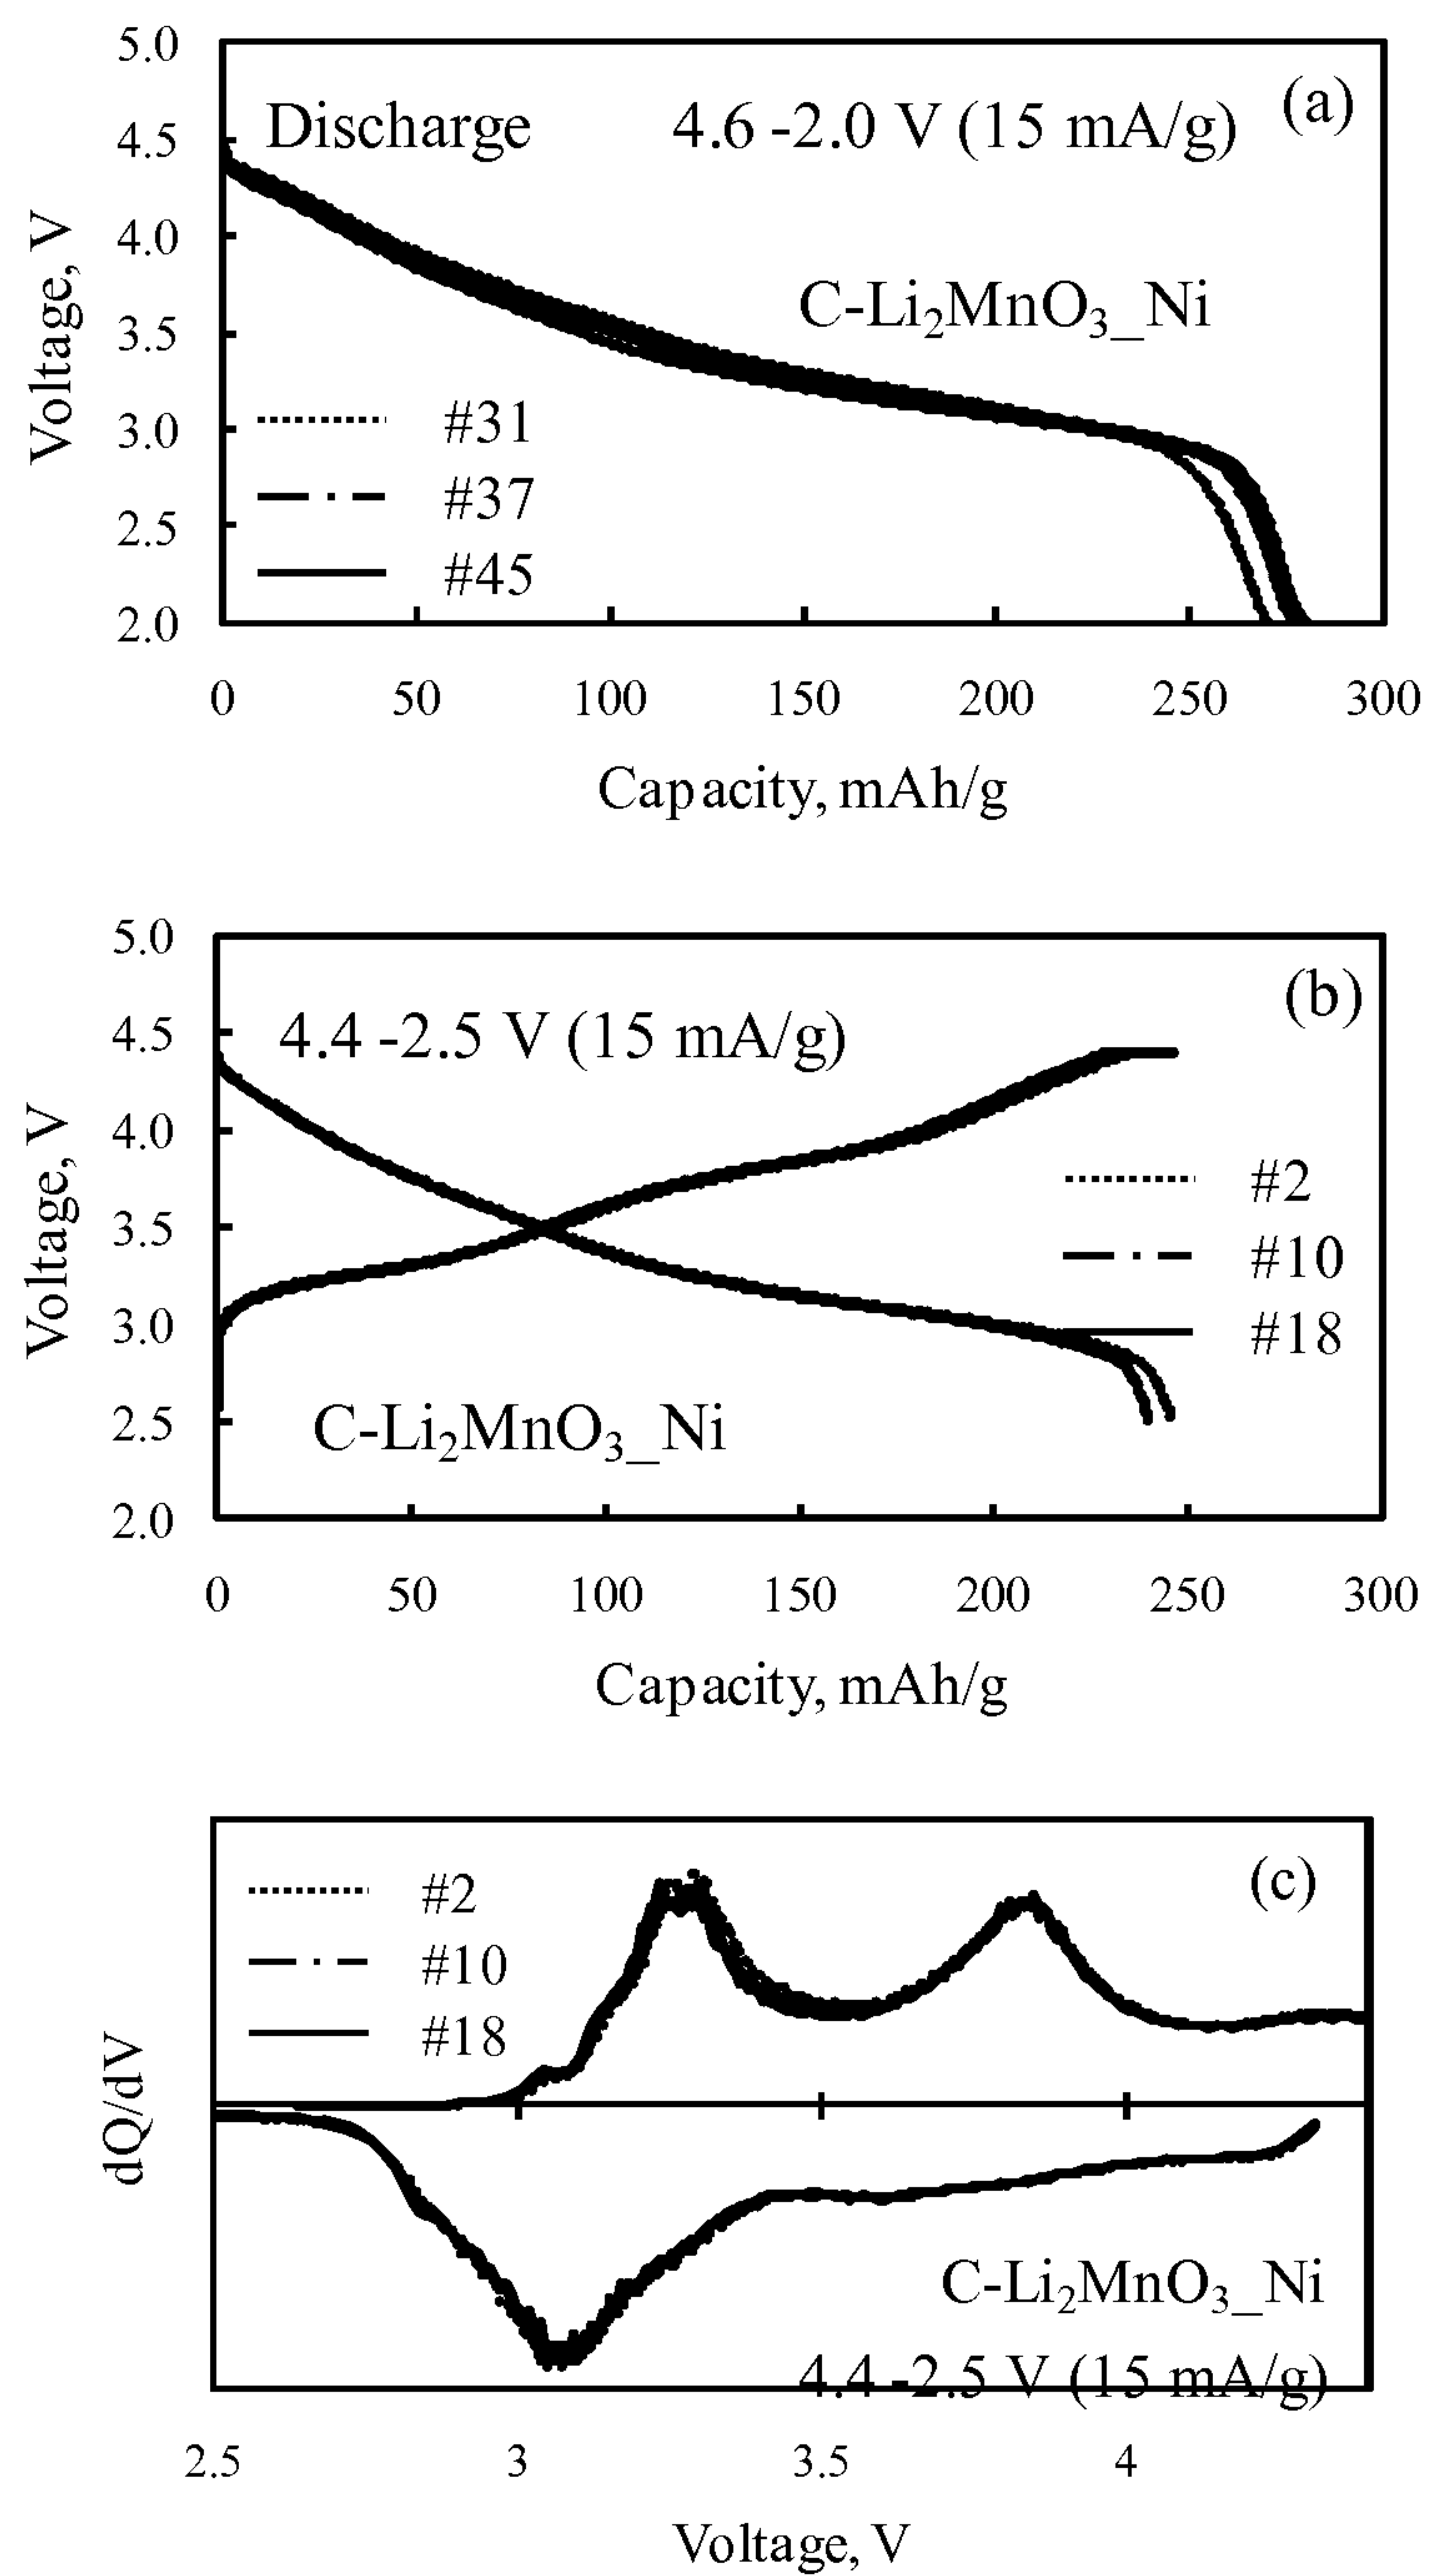 5.0
Discharge 4.6 -2.0 V (15 mA/g) (a)
4.5
4.0
C-Li₂MnO₃_Ni
3.5
3.0
#31
#37
2.5
#45
2.0
Voltage, V
0 50 100 150 200 250 300
Capacity, mAh/g
5.0
(b)
4.5
4.4 -2.5 V (15 mA/g)
4.0
#2
3.5
#10
3.0
#18
2.5
C-Li₂MnO₃_Ni
2.0
Voltage, V
0 50 100 150 200 250 300
Capacity, mAh/g
#2 (c)
#10
#18
dQ/dV
C-Li₂MnO₃_Ni
4.4 -2.5 V (15 mA/g)
2.5 3 3.5 4
Voltage, V